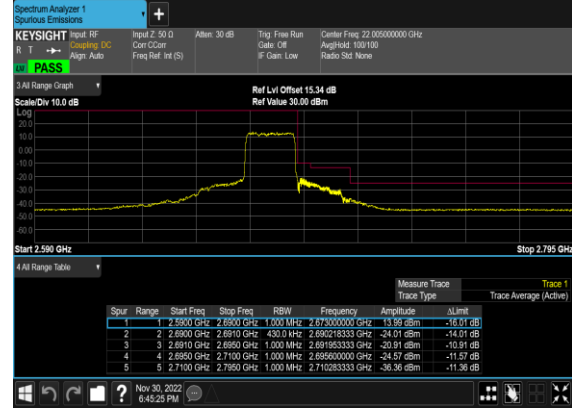 Spectrum Analyzer 1
Spurious Emissions
+
KEYSIGHT Input: RF Input Z: 50 Ω Atten: 30 dB Trig: Free Run Center Freq: 22.005000000 GHz
R T Coupling: DC Corr CCorr Gate: Off Avg|Hold: 100/100
Align: Auto Freq Ref: Int (S) IF Gain: Low Radio Std: None
LW PASS
3 All Range Graph
Ref Lvl Offset 15.34 dB
Scale/Div 10.0 dB Ref Value 30.00 dBm
Log
20.0
10.0
0.00
-10.0
-20.0
-30.0
-40.0
-50.0
-60.0
Start 2.590 GHz Stop 2.795 GHz
4 All Range Table
Measure Trace Trace 1
Trace Type Trace Average (Active)
Spur Range Start Freq Stop Freq RBW Frequency Amplitude ΔLimit
1 1 2.5900 GHz 2.6900 GHz 1.000 MHz 2.673000000 GHz 13.99 dBm -16.01 dB
2 2 2.6900 GHz 2.6910 GHz 430.0 kHz 2.690218333 GHz -24.01 dBm -14.01 dB
3 3 2.6910 GHz 2.6950 GHz 1.000 MHz 2.691953333 GHz -20.91 dBm -10.91 dB
4 4 2.6950 GHz 2.7100 GHz 1.000 MHz 2.695600000 GHz -24.57 dBm -11.57 dB
5 5 2.7100 GHz 2.7950 GHz 1.000 MHz 2.710283333 GHz -36.36 dBm -11.36 dB
? Nov 30, 2022
6:45:25 PM